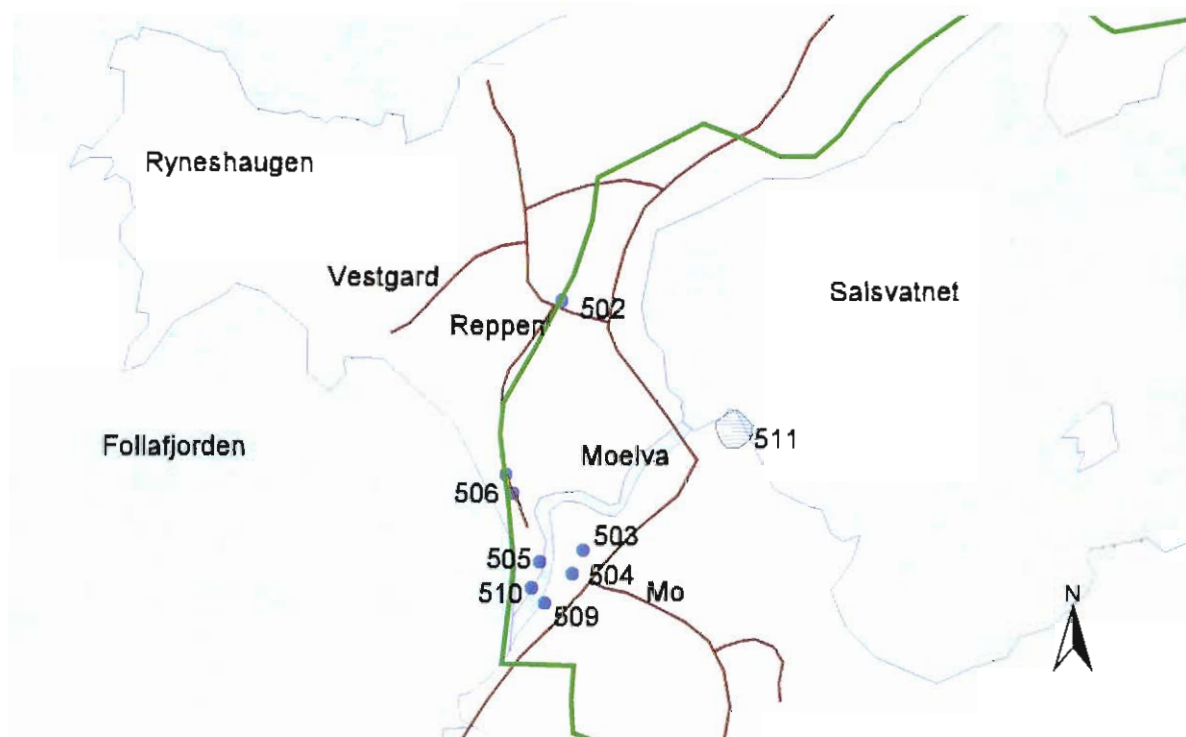 Ryneshaugen
Vestgard
Salsvatnet
502
Reppen
Follafjorden
511
Moelva
506
503
505
504
510
Mo
509
N